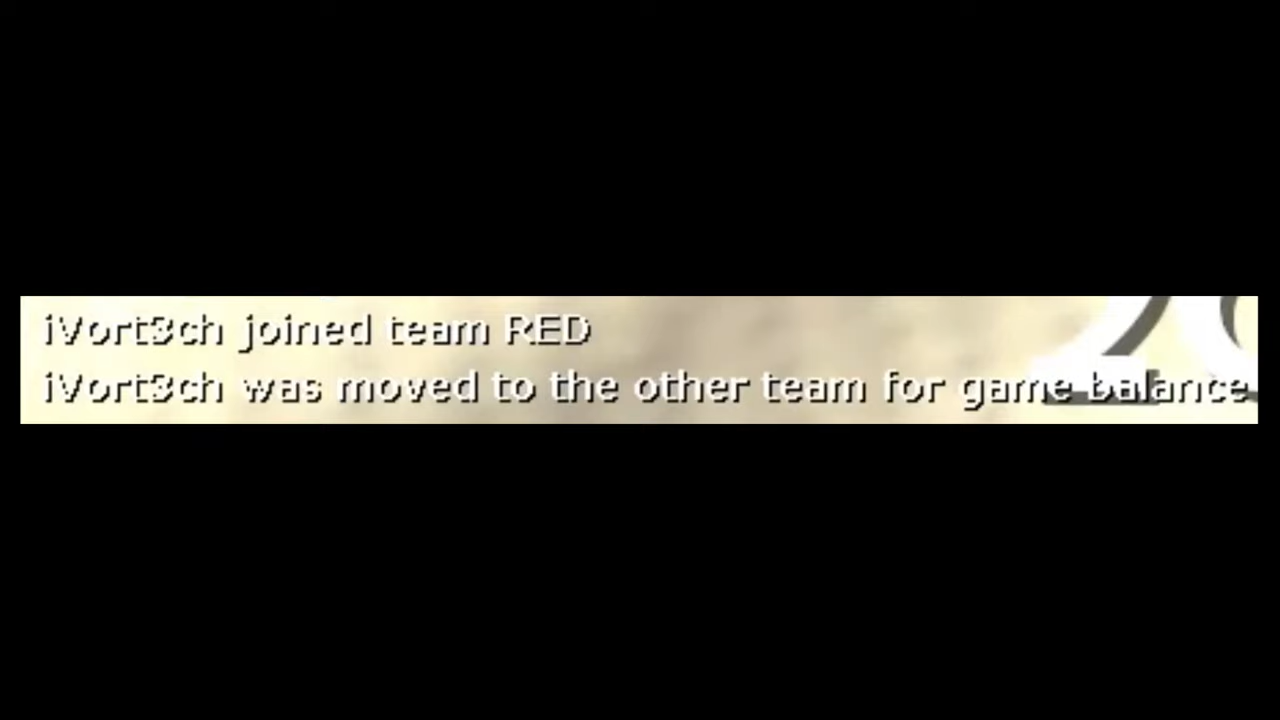 iVort3ch joined team RED
iVort3ch was moved to the other team for game balance